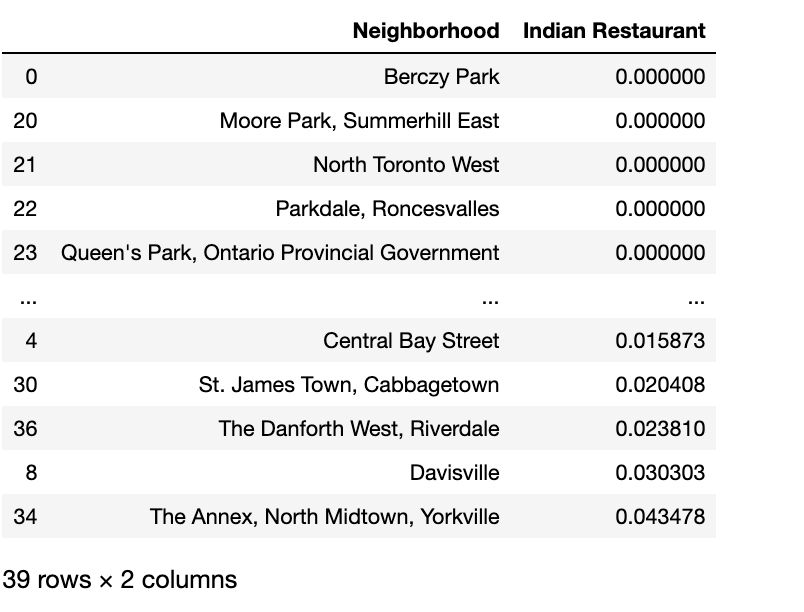 Neighborhood Indian Restaurant
0 Berczy Park 0.000000
20 Moore Park, Summerhill East 0.000000
21 North Toronto West 0.000000
22 Parkdale, Roncesvalles 0.000000
23 Queen's Park, Ontario Provincial Government 0.000000
... ... ...
4 Central Bay Street 0.015873
30 St. James Town, Cabbagetown 0.020408
36 The Danforth West, Riverdale 0.023810
8 Davisville 0.030303
34 The Annex, North Midtown, Yorkville 0.043478
39 rows × 2 columns